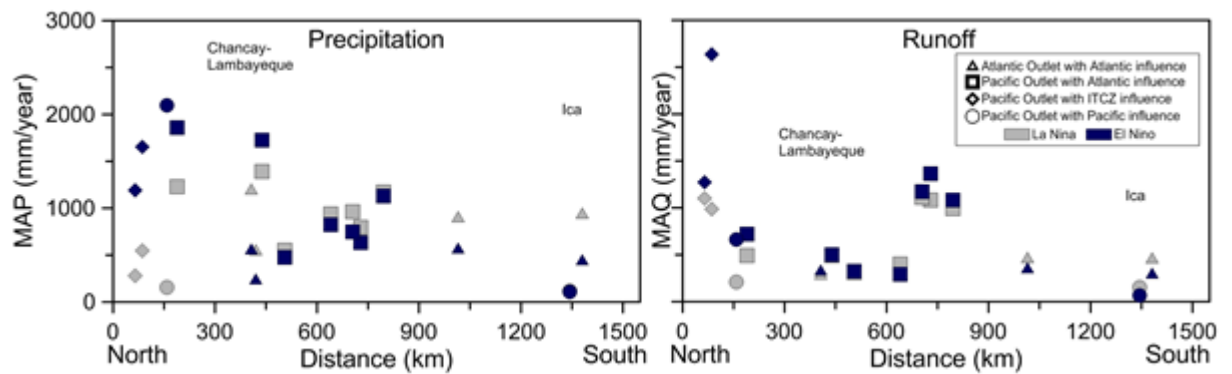 Precipitation
Chancay-
Lambayeque
Ica
MAP (mm/year)
3000
2000
1000
0
0 300 600 900 1200 1500
North Distance (km) South
Runoff
△ Atlantic Outlet with Atlantic influence
□ Pacific Outlet with Atlantic influence
◇ Pacific Outlet with ITCZ influence
○ Pacific Outlet with Pacific influence
La Nina El Nino
Chancay-
Lambayeque
Ica
MAQ (mm/year)
0 300 600 900 1200 1500
North Distance (km) South